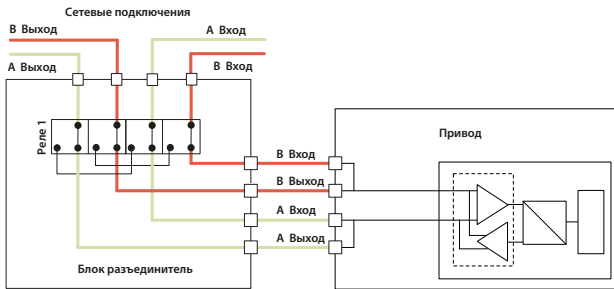 Сетевые подключения
В Выход
А Вход
А Выход
В Вход
Реле 1
Привод
В Вход
В Выход
А Вход
А Выход
Блок разъединитель